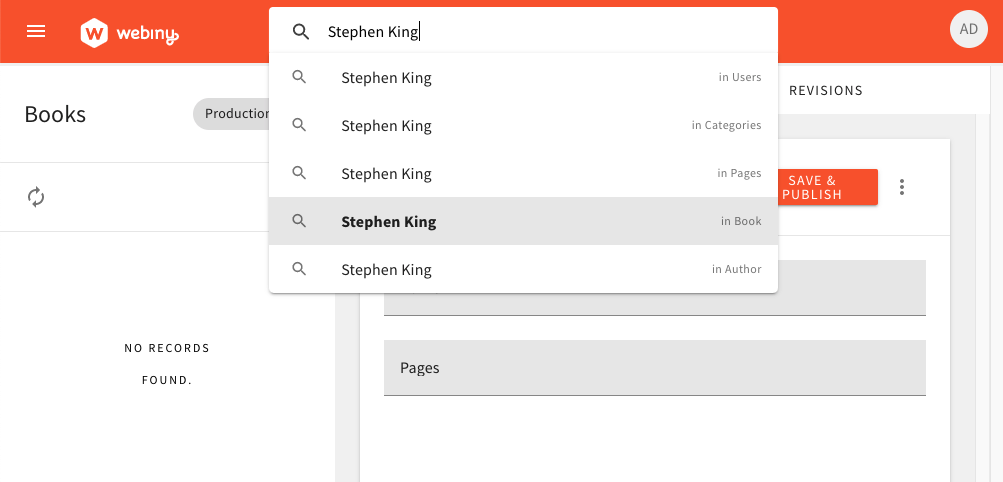 webiny
Stephen King
AD
Stephen King in Users
Stephen King in Categories
Stephen King in Pages
Stephen King in Book
Stephen King in Author
Books
Production
REVISIONS
SAVE &
PUBLISH
NO RECORDS
FOUND.
Pages